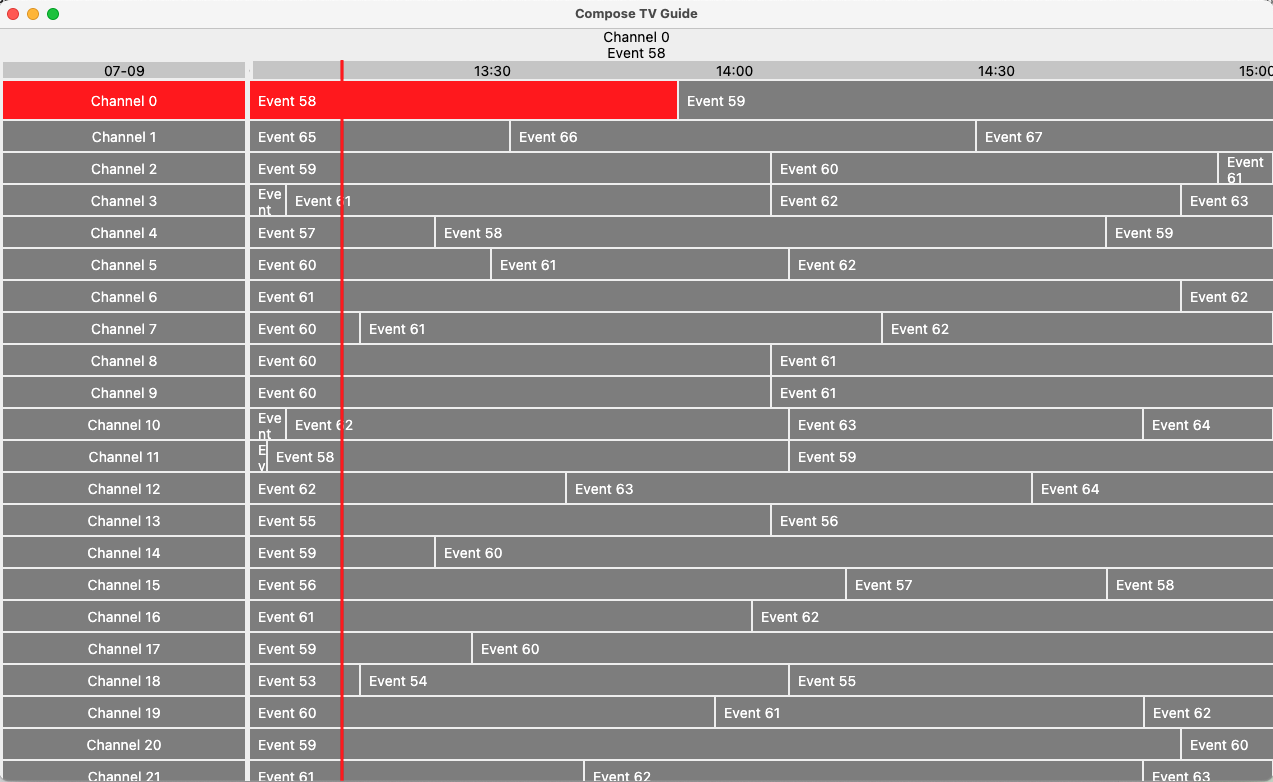 Compose TV Guide
Channel 0
Event 58
07-09 13:30 14:00 14:30 15:00
Channel 0 Event 58 Event 59
Channel 1 Event 65 Event 66 Event 67
Channel 2 Event 59 Event 60 Event 61
Channel 3 Event Event 61 Event 62 Event 63
Channel 4 Event 57 Event 58 Event 59
Channel 5 Event 60 Event 61 Event 62
Channel 6 Event 61 Event 62
Channel 7 Event 60 Event 61 Event 62
Channel 8 Event 60 Event 61
Channel 9 Event 60 Event 61
Channel 10 Event Event 62 Event 63 Event 64
Channel 11 Ev Event 58 Event 59
Channel 12 Event 62 Event 63 Event 64
Channel 13 Event 55 Event 56
Channel 14 Event 59 Event 60
Channel 15 Event 56 Event 57 Event 58
Channel 16 Event 61 Event 62
Channel 17 Event 59 Event 60
Channel 18 Event 53 Event 54 Event 55
Channel 19 Event 60 Event 61 Event 62
Channel 20 Event 59 Event 60
Channel 21 Event 61 Event 62 Event 63